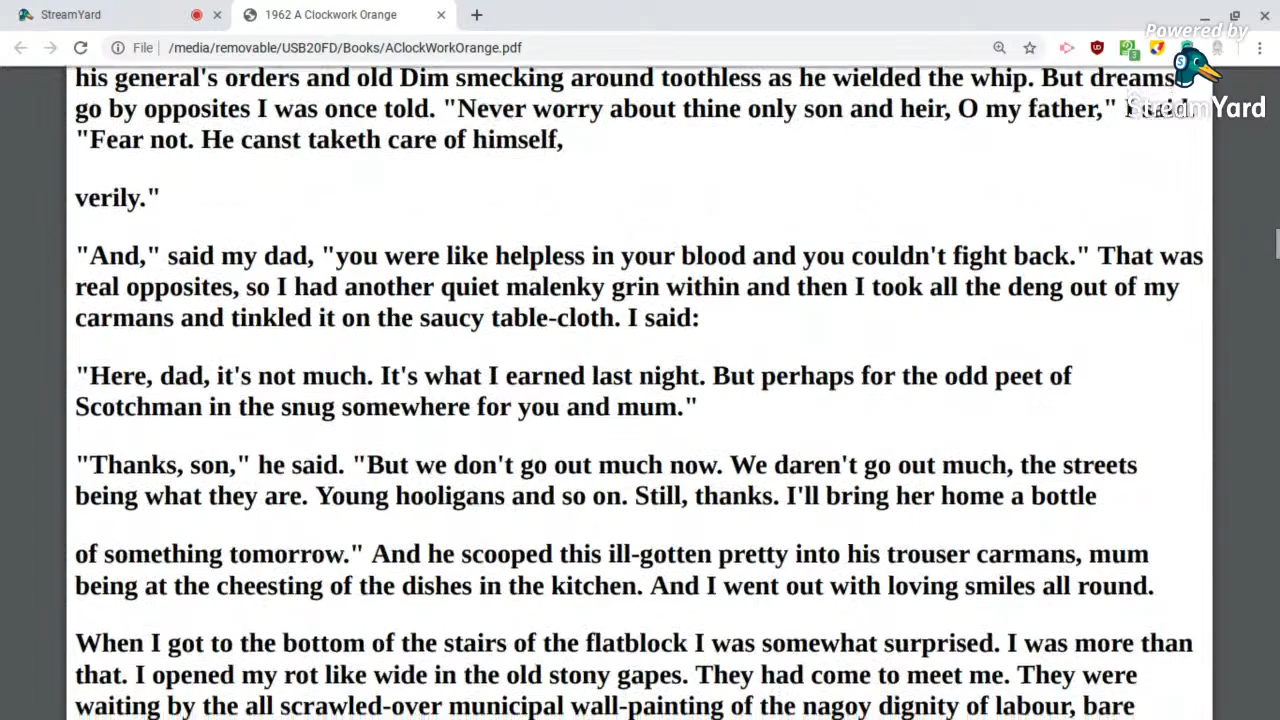 StreamYard
1962 A Clockwork Orange
Powered by
File | /media/removable/USB20FD/Books/AClockWorkOrange.pdf
StreamYard
his general's orders and old Dim smecking around toothless as he wielded the whip. But dreams
go by opposites I was once told. "Never worry about thine only son and heir, O my father," I said.
"Fear not. He canst taketh care of himself,
verily."
"And," said my dad, "you were like helpless in your blood and you couldn't fight back." That was
real opposites, so I had another quiet malenky grin within and then I took all the deng out of my
carmans and tinkled it on the saucy table-cloth. I said:
"Here, dad, it's not much. It's what I earned last night. But perhaps for the odd peet of
Scotchman in the snug somewhere for you and mum."
"Thanks, son," he said. "But we don't go out much now. We daren't go out much, the streets
being what they are. Young hooligans and so on. Still, thanks. I'll bring her home a bottle
of something tomorrow." And he scooped this ill-gotten pretty into his trouser carmans, mum
being at the cheesting of the dishes in the kitchen. And I went out with loving smiles all round.
When I got to the bottom of the stairs of the flatblock I was somewhat surprised. I was more than
that. I opened my rot like wide in the old stony gapes. They had come to meet me. They were
waiting by the all scrawled-over municipal wall-painting of the nagoy dignity of labour, bare